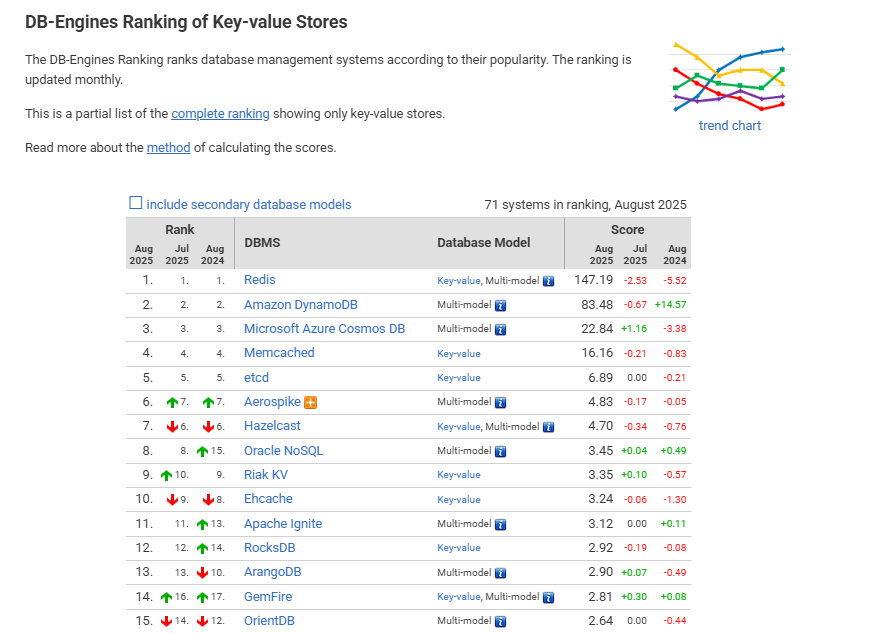 DB-Engines Ranking of Key-value Stores
The DB-Engines Ranking ranks database management systems according to their popularity. The ranking is
updated monthly.
trend chart
This is a partial list of the complete ranking showing only key-value stores.
Read more about the method of calculating the scores.
include secondary database models 71 systems in ranking, August 2025
Rank DBMS Database Model Score
Aug 2025 Jul 2025 Aug 2024 Aug 2025 Jul 2025 Aug 2024
1. 1. 1. Redis Key-value, Multi-model i 147.19 -2.53 -5.52
2. 2. 2. Amazon DynamoDB Multi-model i 83.48 -0.67 +14.57
3. 3. 3. Microsoft Azure Cosmos DB Multi-model i 22.84 +1.16 -3.38
4. 4. 4. Memcached Key-value 16.16 -0.21 -0.83
5. 5. 5. etcd Key-value 6.89 0.00 -0.21
6. 7. 7. Aerospike + Multi-model i 4.83 -0.17 -0.05
7. 6. 6. Hazelcast Key-value, Multi-model i 4.70 -0.34 -0.76
8. 8. 15. Oracle NoSQL Multi-model i 3.45 +0.04 +0.49
9. 10. 9. Riak KV Key-value 3.35 +0.10 -0.57
10. 9. 8. Ehcache Key-value 3.24 -0.06 -1.30
11. 11. 13. Apache Ignite Multi-model i 3.12 0.00 +0.11
12. 12. 14. RocksDB Key-value 2.92 -0.19 -0.08
13. 13. 10. ArangoDB Multi-model i 2.90 +0.07 -0.49
14. 16. 17. GemFire Key-value, Multi-model i 2.81 +0.30 +0.08
15. 14. 12. OrientDB Multi-model i 2.64 0.00 -0.44